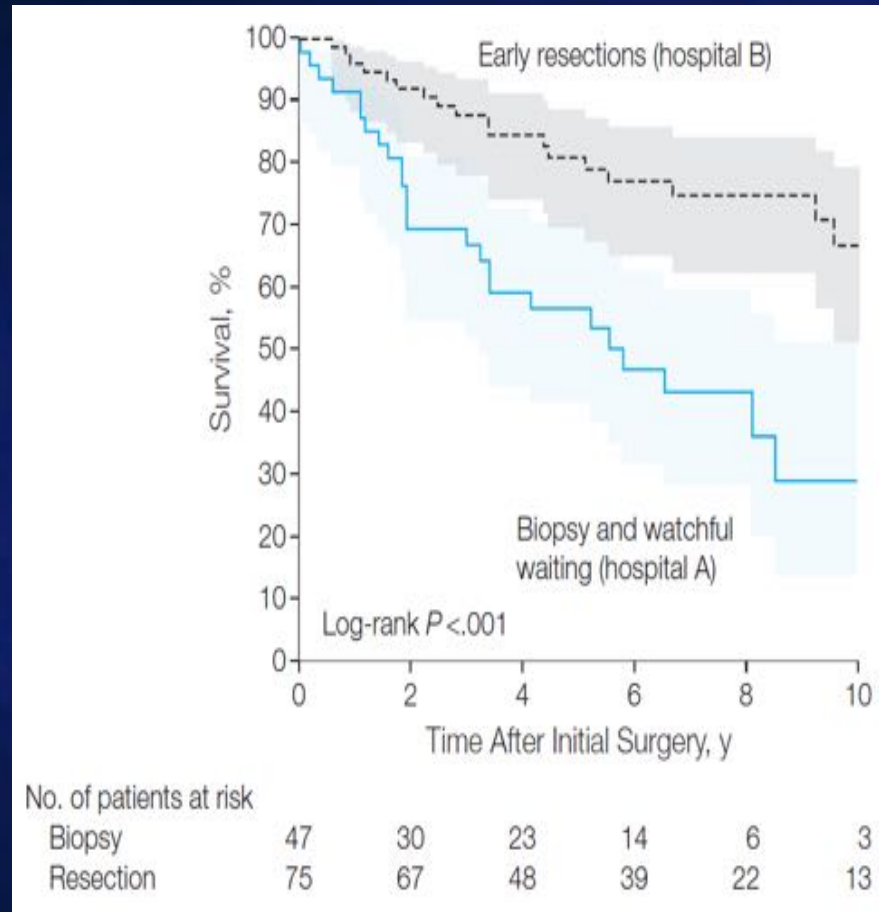 100
90
80
70
60
50
40
30
20
10
0
Survival, %
Early resections (hospital B)
Biopsy and watchful
waiting (hospital A)
Log-rank P<.001
0 2 4 6 8 10
Time After Initial Surgery, y
No. of patients at risk
Biopsy 47 30 23 14 6 3
Resection 75 67 48 39 22 13